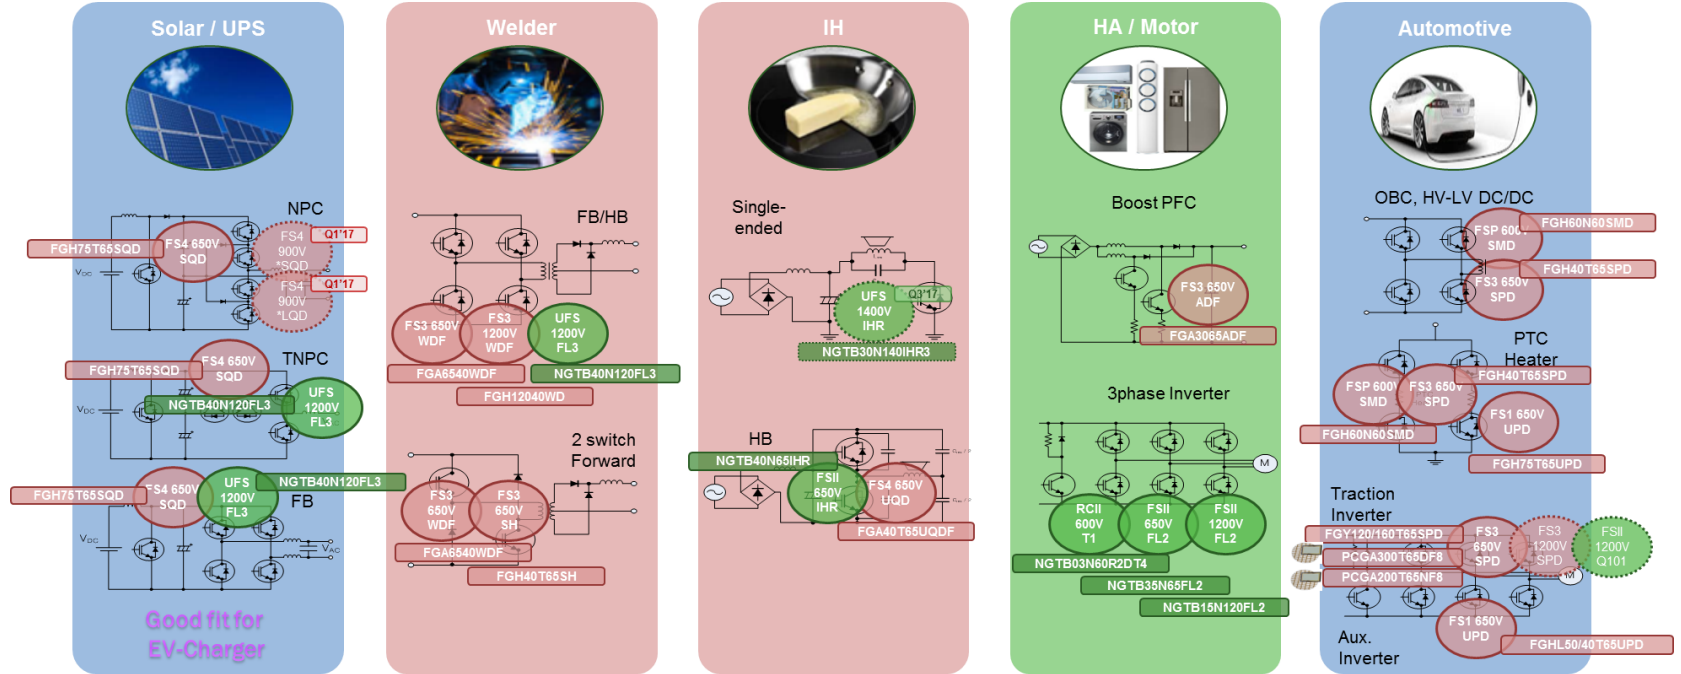 Solar / UPS
NPC
FGH75T65SQD
FS4 650V
SQD
FS4
900V
*SQD
Q1'17
FS4
900V
*LQD
Q1'17
VDC
TNPC
FGH75T65SQD
FS4 650V
SQD
NGTB40N120FL3
UFS
1200V
FL3
VDC
FGH75T65SQD
FS4 650V
SQD
UFS
1200V
FL3
NGTB40N120FL3
FB
VDC
VAC
Good fit for
EV-Charger
Welder
FB/HB
FS3 650V
WDF
FS3
1200V
WDF
UFS
1200V
FL3
FGA6540WDF
NGTB40N120FL3
FGH12040WD
2 switch
Forward
FS3
650V
WDF
FS3
650V
SH
FGA6540WDF
FGH40T65SH
IH
Single-
ended
Q3'17
UFS
1400V
IHR
NGTB30N140IHR3
HB
NGTB40N65IHR
FSII
650V
IHR
FS4 650V
UQD
FGA40T65UQDF
HA / Motor
Boost PFC
FS3 650V
ADF
FGA3065ADF
3phase Inverter
M
RCII
600V
T1
FSII
650V
FL2
FSII
1200V
FL2
NGTB03N60R2DT4
NGTB35N65FL2
NGTB15N120FL2
Automotive
OBC, HV-LV DC/DC
FSP 600V
SMD
FGH60N60SMD
FS3 650V
SPD
FGH40T65SPD
PTC
Heater
FGH40T65SPD
FSP 600V
SMD
FS3 650V
SPD
FS1 650V
UPD
FGH60N60SMD
FGH75T65UPD
Traction
Inverter
FGY120/160T65SPD
PCGA300T65DF8
PCGA200T65NF8
FS3
650V
SPD
FS3
1200V
SPD
FSII
1200V
Q101
M
FS1 650V
UPD
FGHL50/40T65UPD
Aux.
Inverter